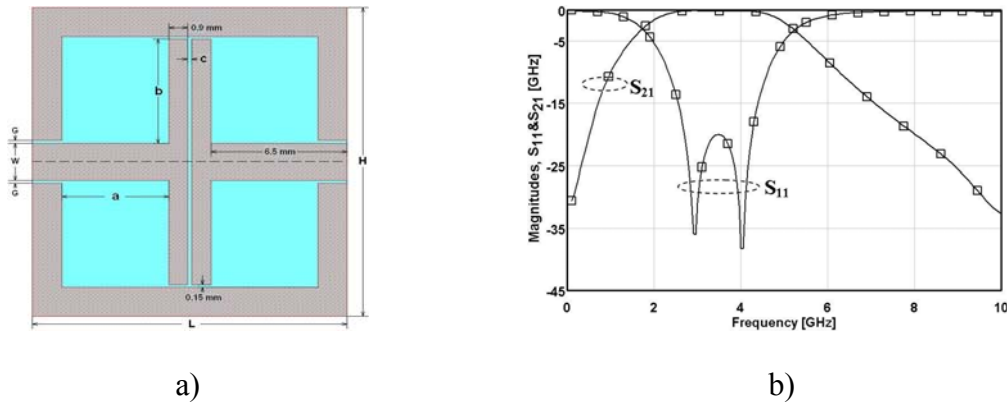 0,9 mm
c
b
G
W
G
6.5 mm
H
a
0,15 mm
L
0
-5
-15
-25
-35
-45
Magnitudes, S11&S21 [GHz]
S21
S11
0 2 4 6 8 10
Frequency [GHz]
a) b)